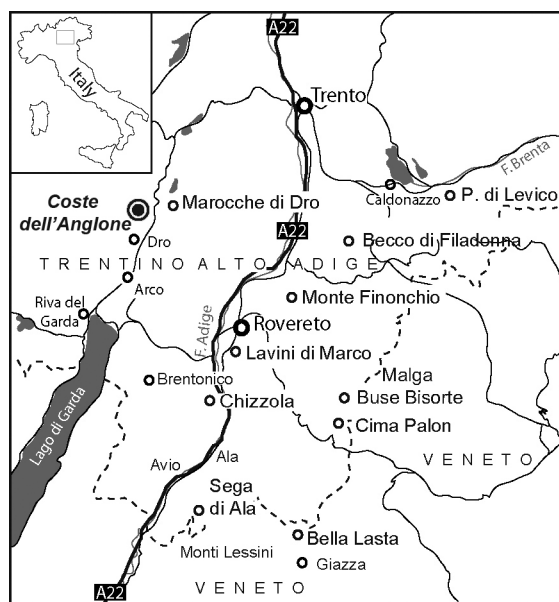 A22
Italy
Trento
F. Brenta
Caldonazzo
P. di Levico
Coste
dell'Anglone
Marocche di Dro
A22
Dro
Becco di Filadonna
TRENTINO ALTO ADIGE
Arco
Monte Finonchio
Riva del
Garda
F. Adige
Rovereto
Lavini di Marco
Brentonico
Malga
Buse Bisorte
Chizzola
Cima Palon
Lago di Garda
Avio
Ala
VENETO
Sega
di Ala
Monti Lessini
Bella Lasta
Giazza
A22
VENETO